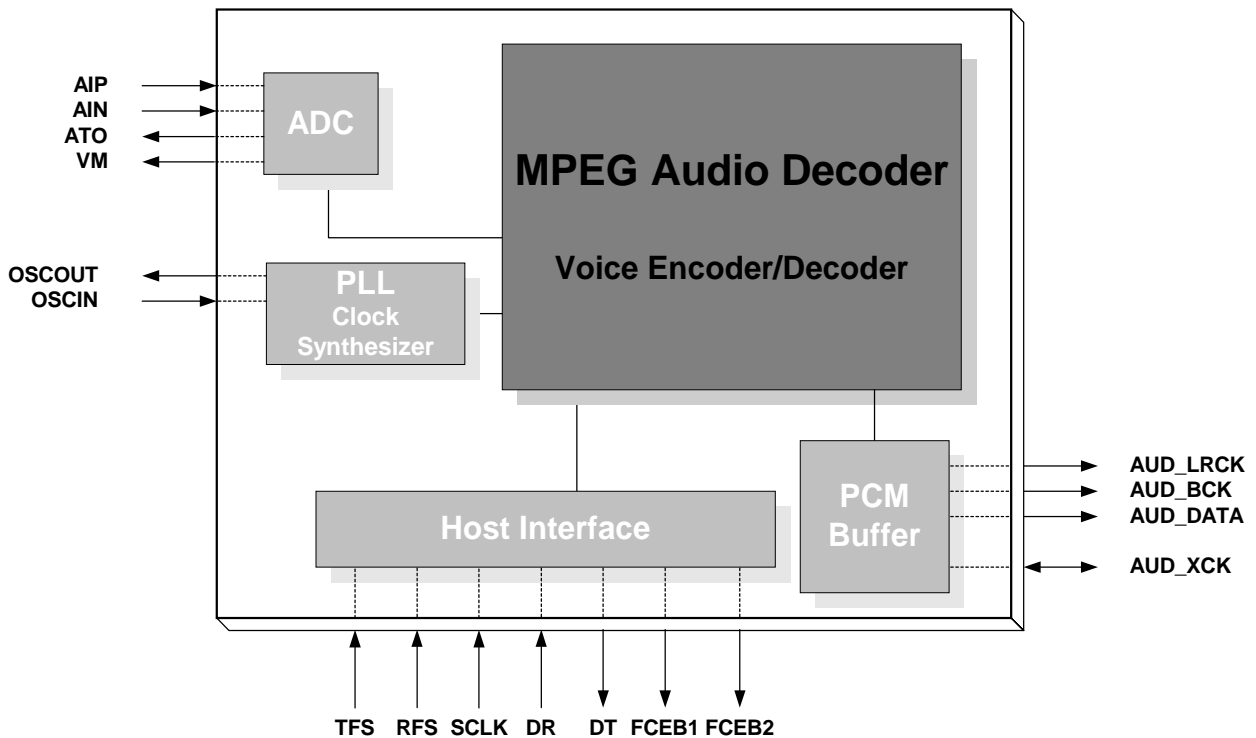 AIP
AIN
ATO
VM
ADC
MPEG Audio Decoder
Voice Encoder/Decoder
OSCOUT
OSCIN
PLL
Clock
Synthesizer
Host Interface
PCM
Buffer
AUD_LRCK
AUD_BCK
AUD_DATA
AUD_XCK
TFS RFS SCLK DR DT FCEB1 FCEB2